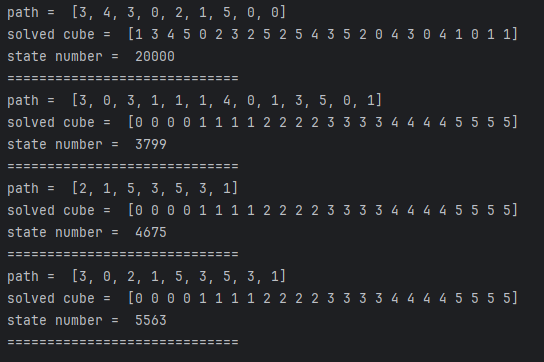 path =  [3, 4, 3, 0, 2, 1, 5, 0, 0]
solved cube =  [1 3 4 5 0 2 3 2 5 2 5 4 3 5 2 0 4 3 0 4 1 0 1 1]
state number =  20000
=============================
path =  [3, 0, 3, 1, 1, 1, 4, 0, 1, 3, 5, 0, 1]
solved cube =  [0 0 0 0 1 1 1 1 2 2 2 2 3 3 3 3 4 4 4 4 5 5 5 5]
state number =  3799
=============================
path =  [2, 1, 5, 3, 5, 3, 1]
solved cube =  [0 0 0 0 1 1 1 1 2 2 2 2 3 3 3 3 4 4 4 4 5 5 5 5]
state number =  4675
=============================
path =  [3, 0, 2, 1, 5, 3, 5, 3, 1]
solved cube =  [0 0 0 0 1 1 1 1 2 2 2 2 3 3 3 3 4 4 4 4 5 5 5 5]
state number =  5563
=============================